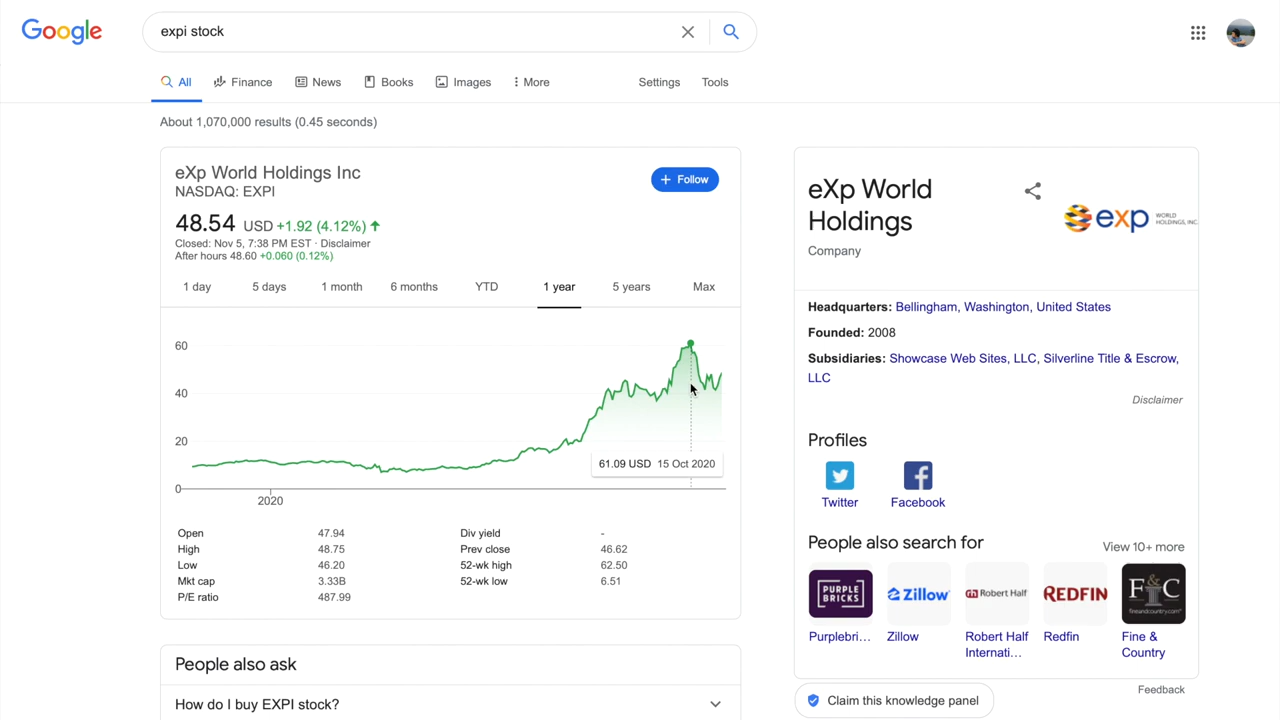 Google
expi stock
All
Finance
News
Books
Images
More
Settings
Tools
About 1,070,000 results (0.45 seconds)
eXp World Holdings Inc
NASDAQ: EXPI
Follow
48.54 USD +1.92 (4.12%)
Closed: Nov 5, 7:38 PM EST · Disclaimer
After hours 48.60 +0.060 (0.12%)
1 day
5 days
1 month
6 months
YTD
1 year
5 years
Max
60
40
20
0
61.09 USD 15 Oct 2020
2020
Open 47.94
High 48.75
Low 46.20
Mkt cap 3.33B
P/E ratio 487.99
Div yield -
Prev close 46.62
52-wk high 62.50
52-wk low 6.51
People also ask
How do I buy EXPI stock?
eXp World
Holdings
Company
exp WORLD
HOLDINGS, INC.
Headquarters: Bellingham, Washington, United States
Founded: 2008
Subsidiaries: Showcase Web Sites, LLC, Silverline Title & Escrow,
LLC
Disclaimer
Profiles
Twitter
Facebook
People also search for
View 10+ more
PURPLE
BRICKS
Zillow
Robert Half
REDFIN
F&C
fineandcountry.com
Purplebri...
Zillow
Robert Half
Internati...
Redfin
Fine &
Country
Feedback
Claim this knowledge panel